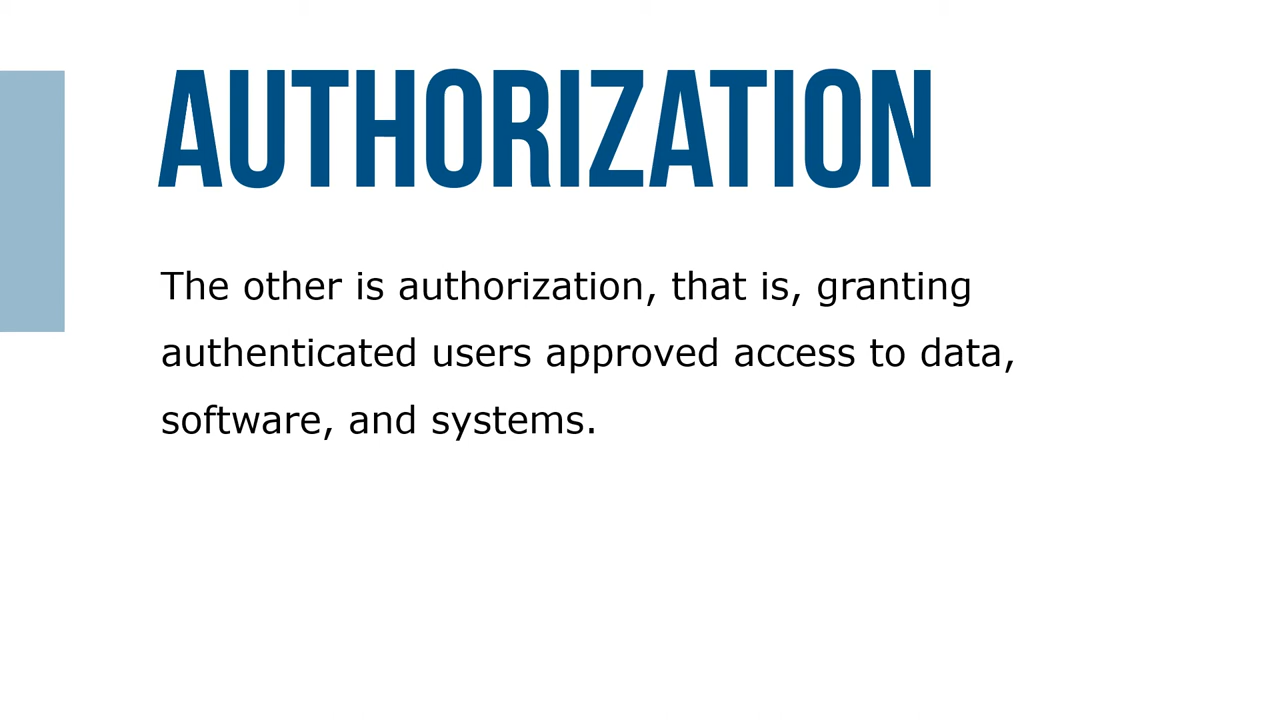 AUTHORIZATION
The other is authorization, that is, granting
authenticated users approved access to data,
software, and systems.